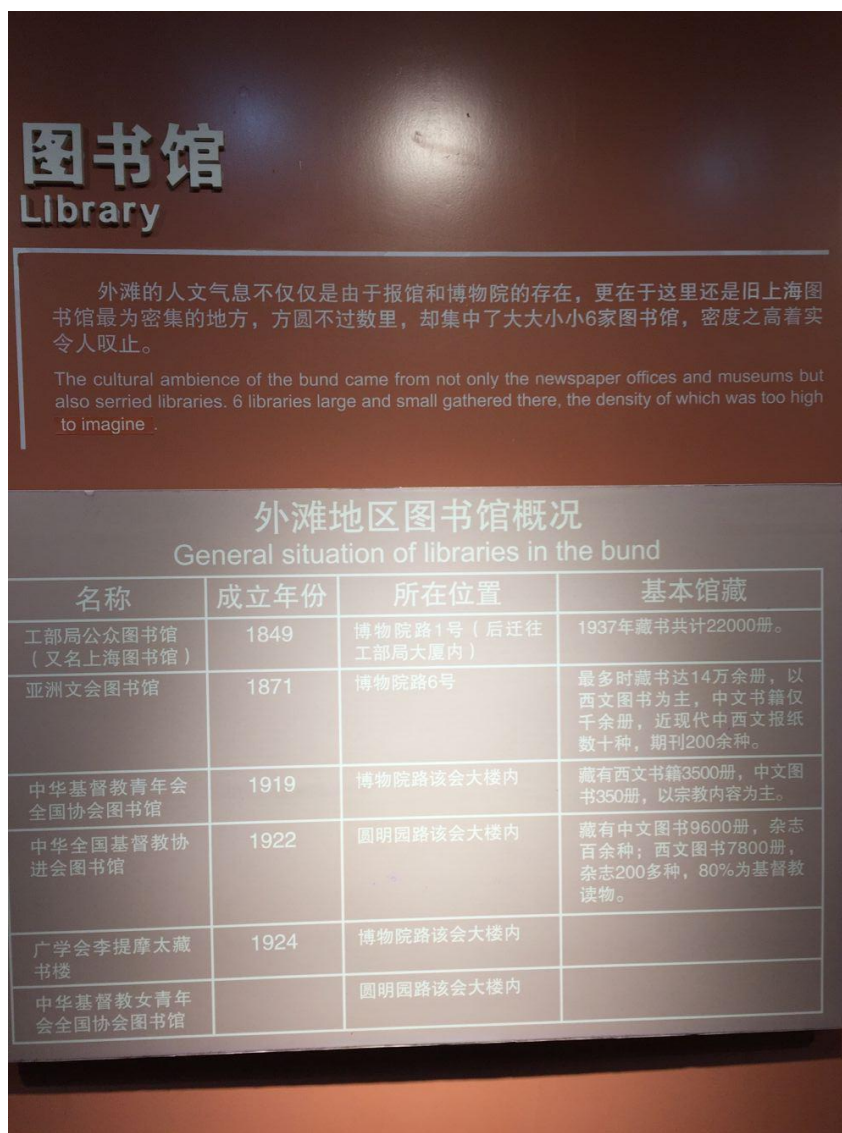 图书馆
Library
外滩的人文气息不仅仅是由于报馆和博物院的存在，更在于这里还是旧上海图
书馆最为密集的地方，方圆不过数里，却集中了大大小小6家图书馆，密度之高着实
令人叹止。
The cultural ambience of the bund came from not only the newspaper offices and museums but
also serried libraries. 6 libraries large and small gathered there, the density of which was too high
to imagine .
外滩地区图书馆概况
General situation of libraries in the bund
名称 成立年份 所在位置 基本馆藏
工部局公众图书馆
（又名上海图书馆）
1849
博物院路1号（后迁往
工部局大厦内）
1937年藏书共计22000册。
亚洲文会图书馆
1871
博物院路6号
最多时藏书达14万余册，以
西文图书为主，中文书籍仅
千余册，近现代中西文报纸
数十种，期刊200余种。
中华基督教青年会
全国协会图书馆
1919
博物院路该会大楼内
藏有西文书籍3500册，中文图
书350册，以宗教内容为主。
中华全国基督教协
进会图书馆
1922
圆明园路该会大楼内
藏有中文图书9600册，杂志
百余种；西文图书7800册，
杂志200多种，80%为基督教
读物。
广学会李提摩太藏
书楼
1924
博物院路该会大楼内
中华基督教女青年
会全国协会图书馆
圆明园路该会大楼内